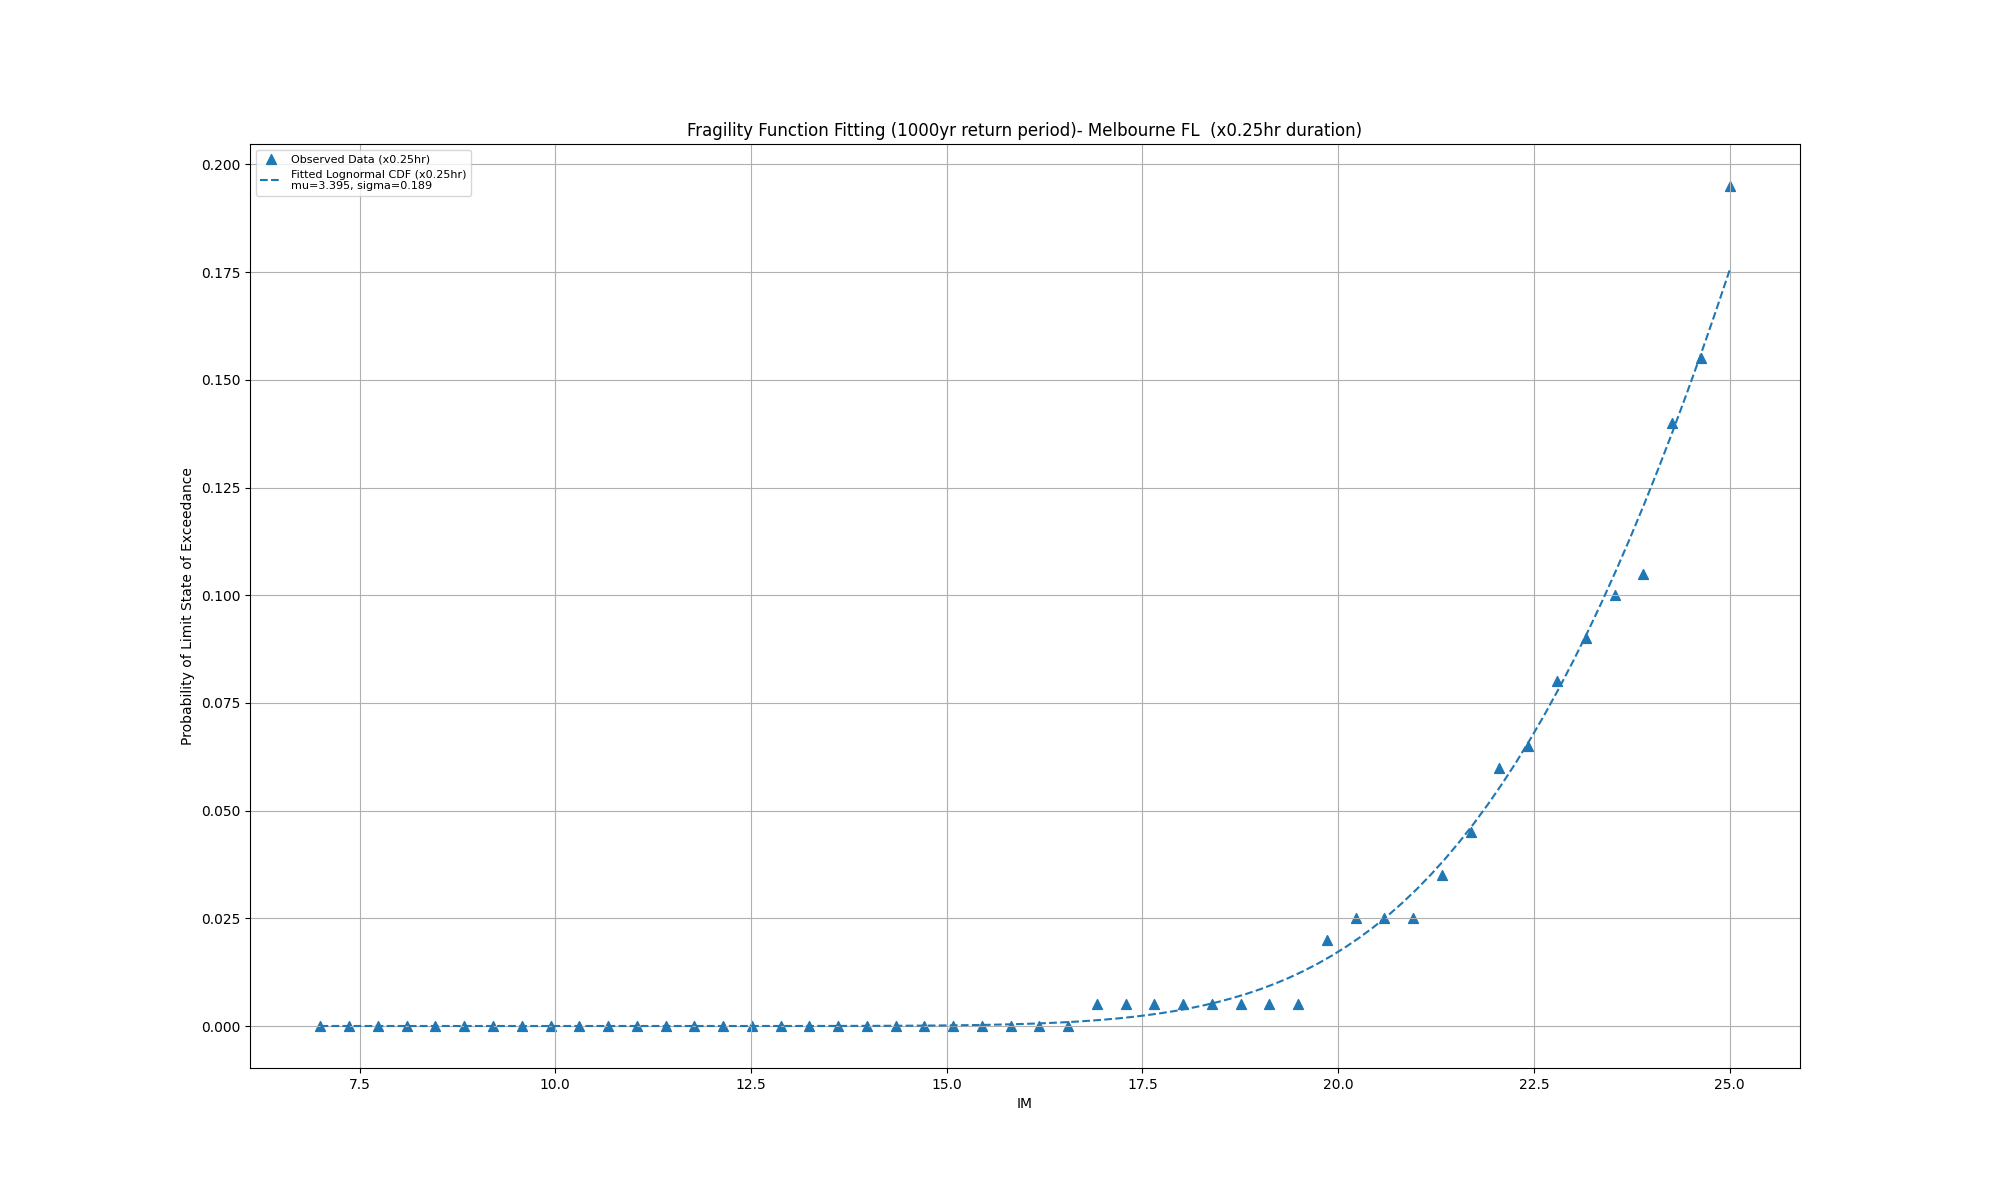 Fragility Function Fitting (1000yr return period)- Melbourne FL  (x0.25hr duration)
Observed Data (x0.25hr)
Fitted Lognormal CDF (x0.25hr)
mu=3.395, sigma=0.189
Probability of Limit State of Exceedance
0.200
0.175
0.150
0.125
0.100
0.075
0.050
0.025
0.000
7.5 10.0 12.5 15.0 17.5 20.0 22.5 25.0
IM